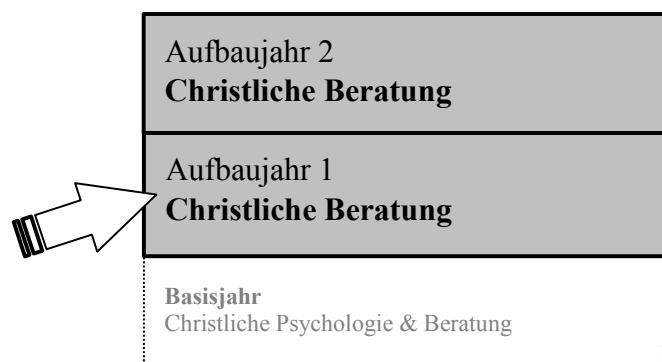 Aufbaujahr 2
Christliche Beratung
Aufbaujahr 1
Christliche Beratung
Basisjahr
Christliche Psychologie & Beratung